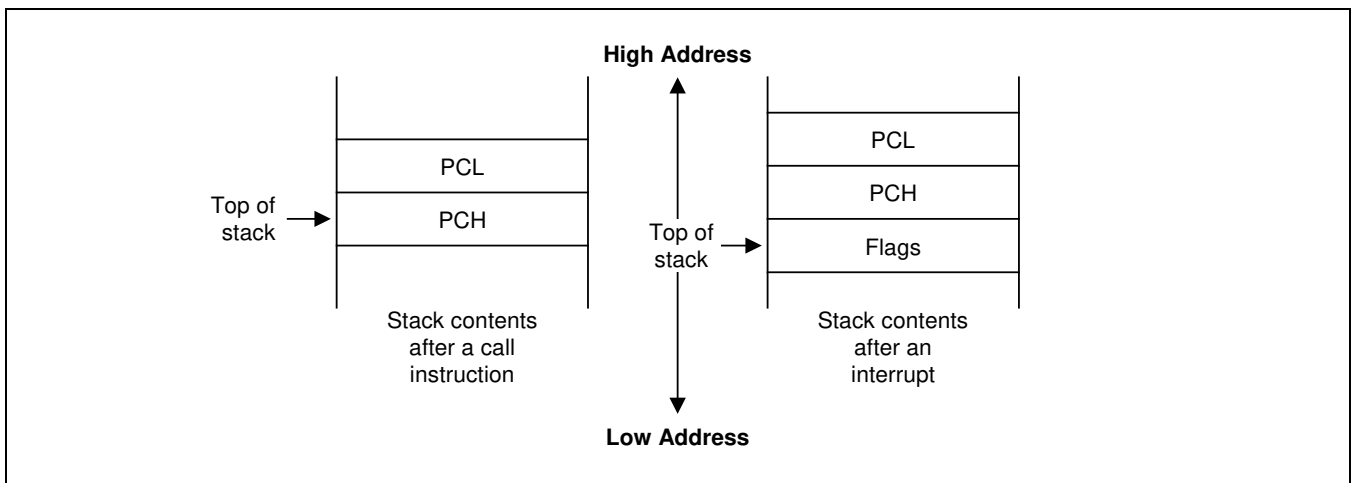 High Address
PCL
PCH
Top of
stack
Stack contents
after a call
instruction
Top of
stack
PCL
PCH
Flags
Stack contents
after an
interrupt
Low Address